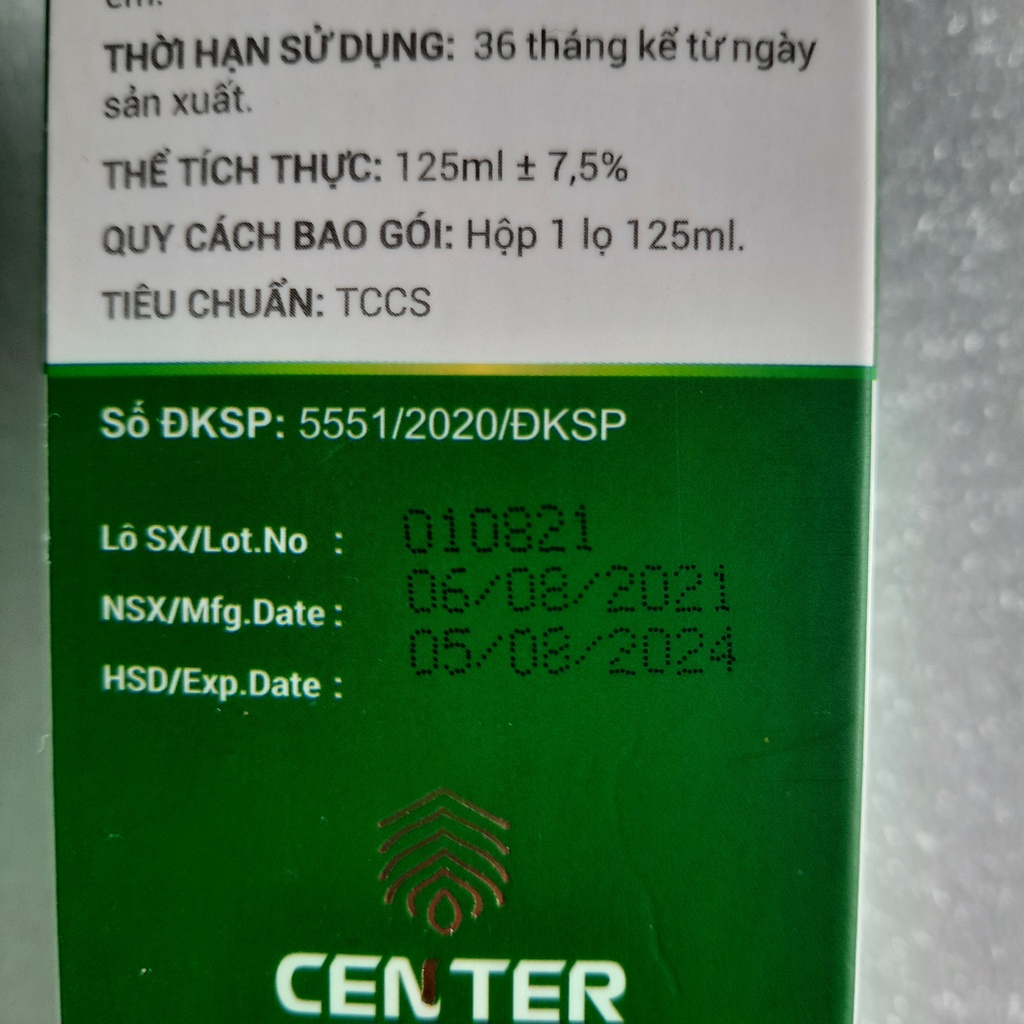 THỜI HẠN SỬ DỤNG: 36 tháng kể từ ngày
sản xuất.
THỂ TÍCH THỰC: 125ml ± 7,5%
QUY CÁCH BAO GÓI: Hộp 1 lọ 125ml.
TIÊU CHUẨN: TCCS
Số ĐKSP: 5551/2020/ĐKSP
Lô SX/Lot.No : 010821
NSX/Mfg.Date : 06/08/2021
HSD/Exp.Date : 05/08/2024
CENTER